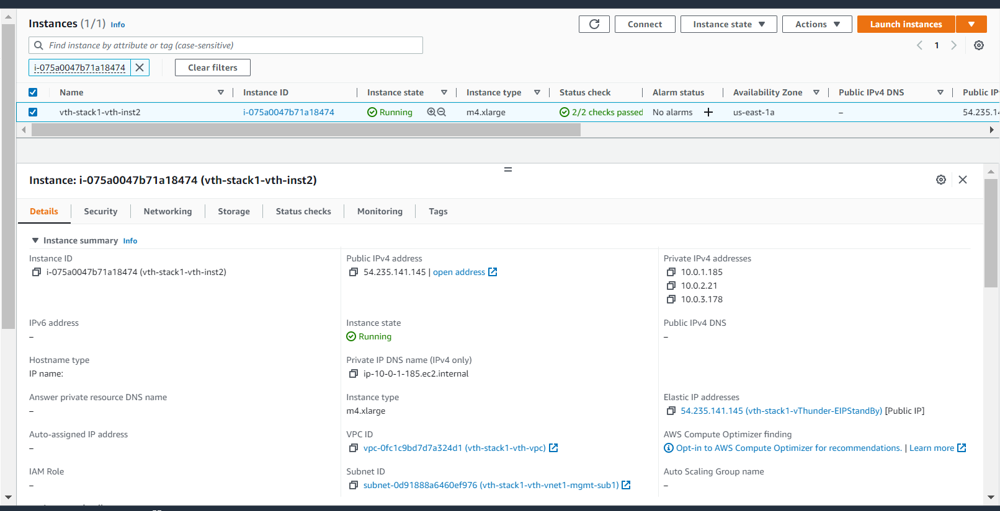 Instances (1/1) Info
Connect
Instance state
Actions
Launch instances
Find instance by attribute or tag (case-sensitive)
1
i-075a0047b71a18474
Clear filters
Name Instance ID Instance state Instance type Status check Alarm status Availability Zone Public IPv4 DNS Public IP
vth-stack1-vth-inst2 i-075a0047b71a18474 Running m4.xlarge 2/2 checks passed No alarms + us-east-1a – 54.235.14
Instance: i-075a0047b71a18474 (vth-stack1-vth-inst2)
Details Security Networking Storage Status checks Monitoring Tags
Instance summary Info
Instance ID
i-075a0047b71a18474 (vth-stack1-vth-inst2)
Public IPv4 address
54.235.141.145 | open address
Private IPv4 addresses
10.0.1.185
10.0.2.21
10.0.3.178
IPv6 address
–
Instance state
Running
Public IPv4 DNS
–
Hostname type
IP name:
Private IP DNS name (IPv4 only)
ip-10-0-1-185.ec2.internal
Answer private resource DNS name
–
Instance type
m4.xlarge
Elastic IP addresses
54.235.141.145 (vth-stack1-vThunder-EIPStandBy) [Public IP]
Auto-assigned IP address
–
VPC ID
vpc-0fc1c9bd7d7a324d1 (vth-stack1-vth-vpc)
AWS Compute Optimizer finding
Opt-in to AWS Compute Optimizer for recommendations. | Learn more
IAM Role
–
Subnet ID
subnet-0d91888a6460ef976 (vth-stack1-vth-vnet1-mgmt-sub1)
Auto Scaling Group name
–